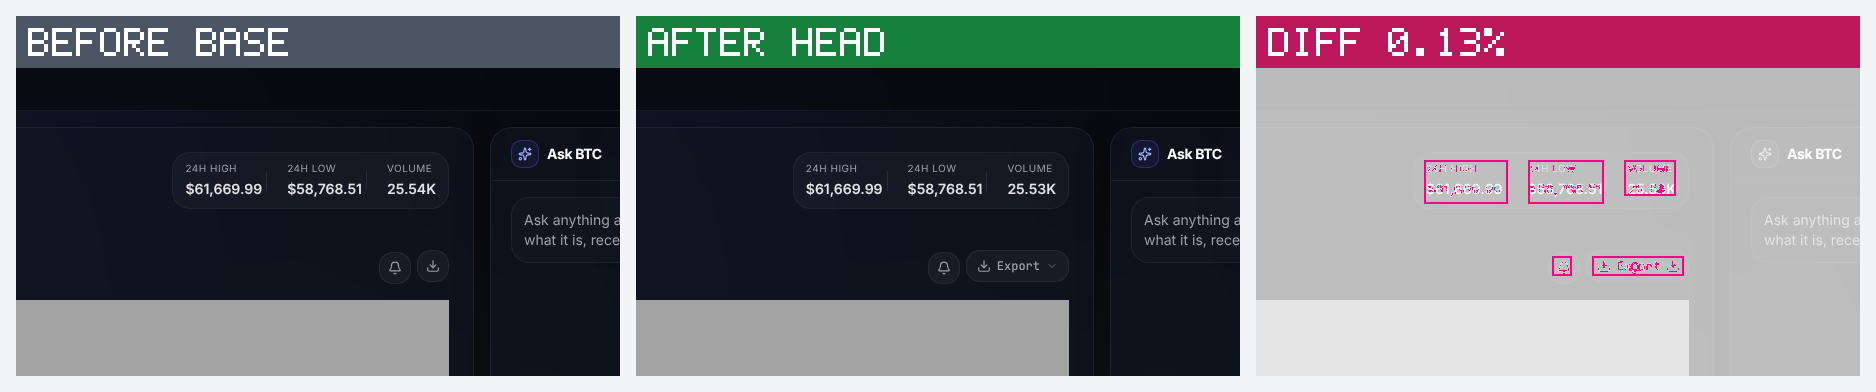 BEFORE BASE
24H HIGH 24H LOW VOLUME
$61,669.99 $58,768.51 25.54K
Ask BTC
Ask anything a
what it is, rece
AFTER HEAD
24H HIGH 24H LOW VOLUME
$61,669.99 $58,768.51 25.53K
Ask BTC
Ask anything a
what it is, rece
Export
DIFF 0.13%
Ask BTC
Ask anything a
what it is, rece
Export